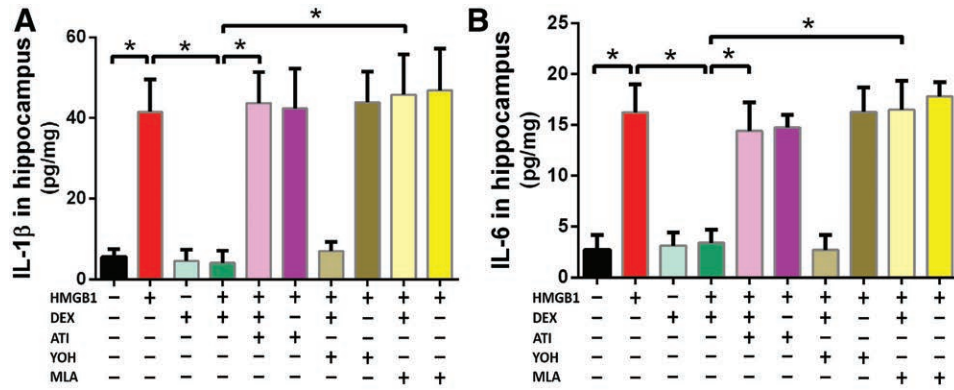 A
IL-1β in hippocampus
(pg/mg)
60
40
20
0
* * * *
HMGB1 − + − + + + + + + +
DEX − − + + + − + − + −
ATI − − − − + + − − − −
YOH − − − − − − + + − −
MLA − − − − − − − − + +
B
IL-6 in hippocampus
(pg/mg)
25
20
15
10
5
0
* * * *
HMGB1 − + − + + + + + + +
DEX − − + + + − + − + −
ATI − − − − + + − − − −
YOH − − − − − − + + − −
MLA − − − − − − − − + +